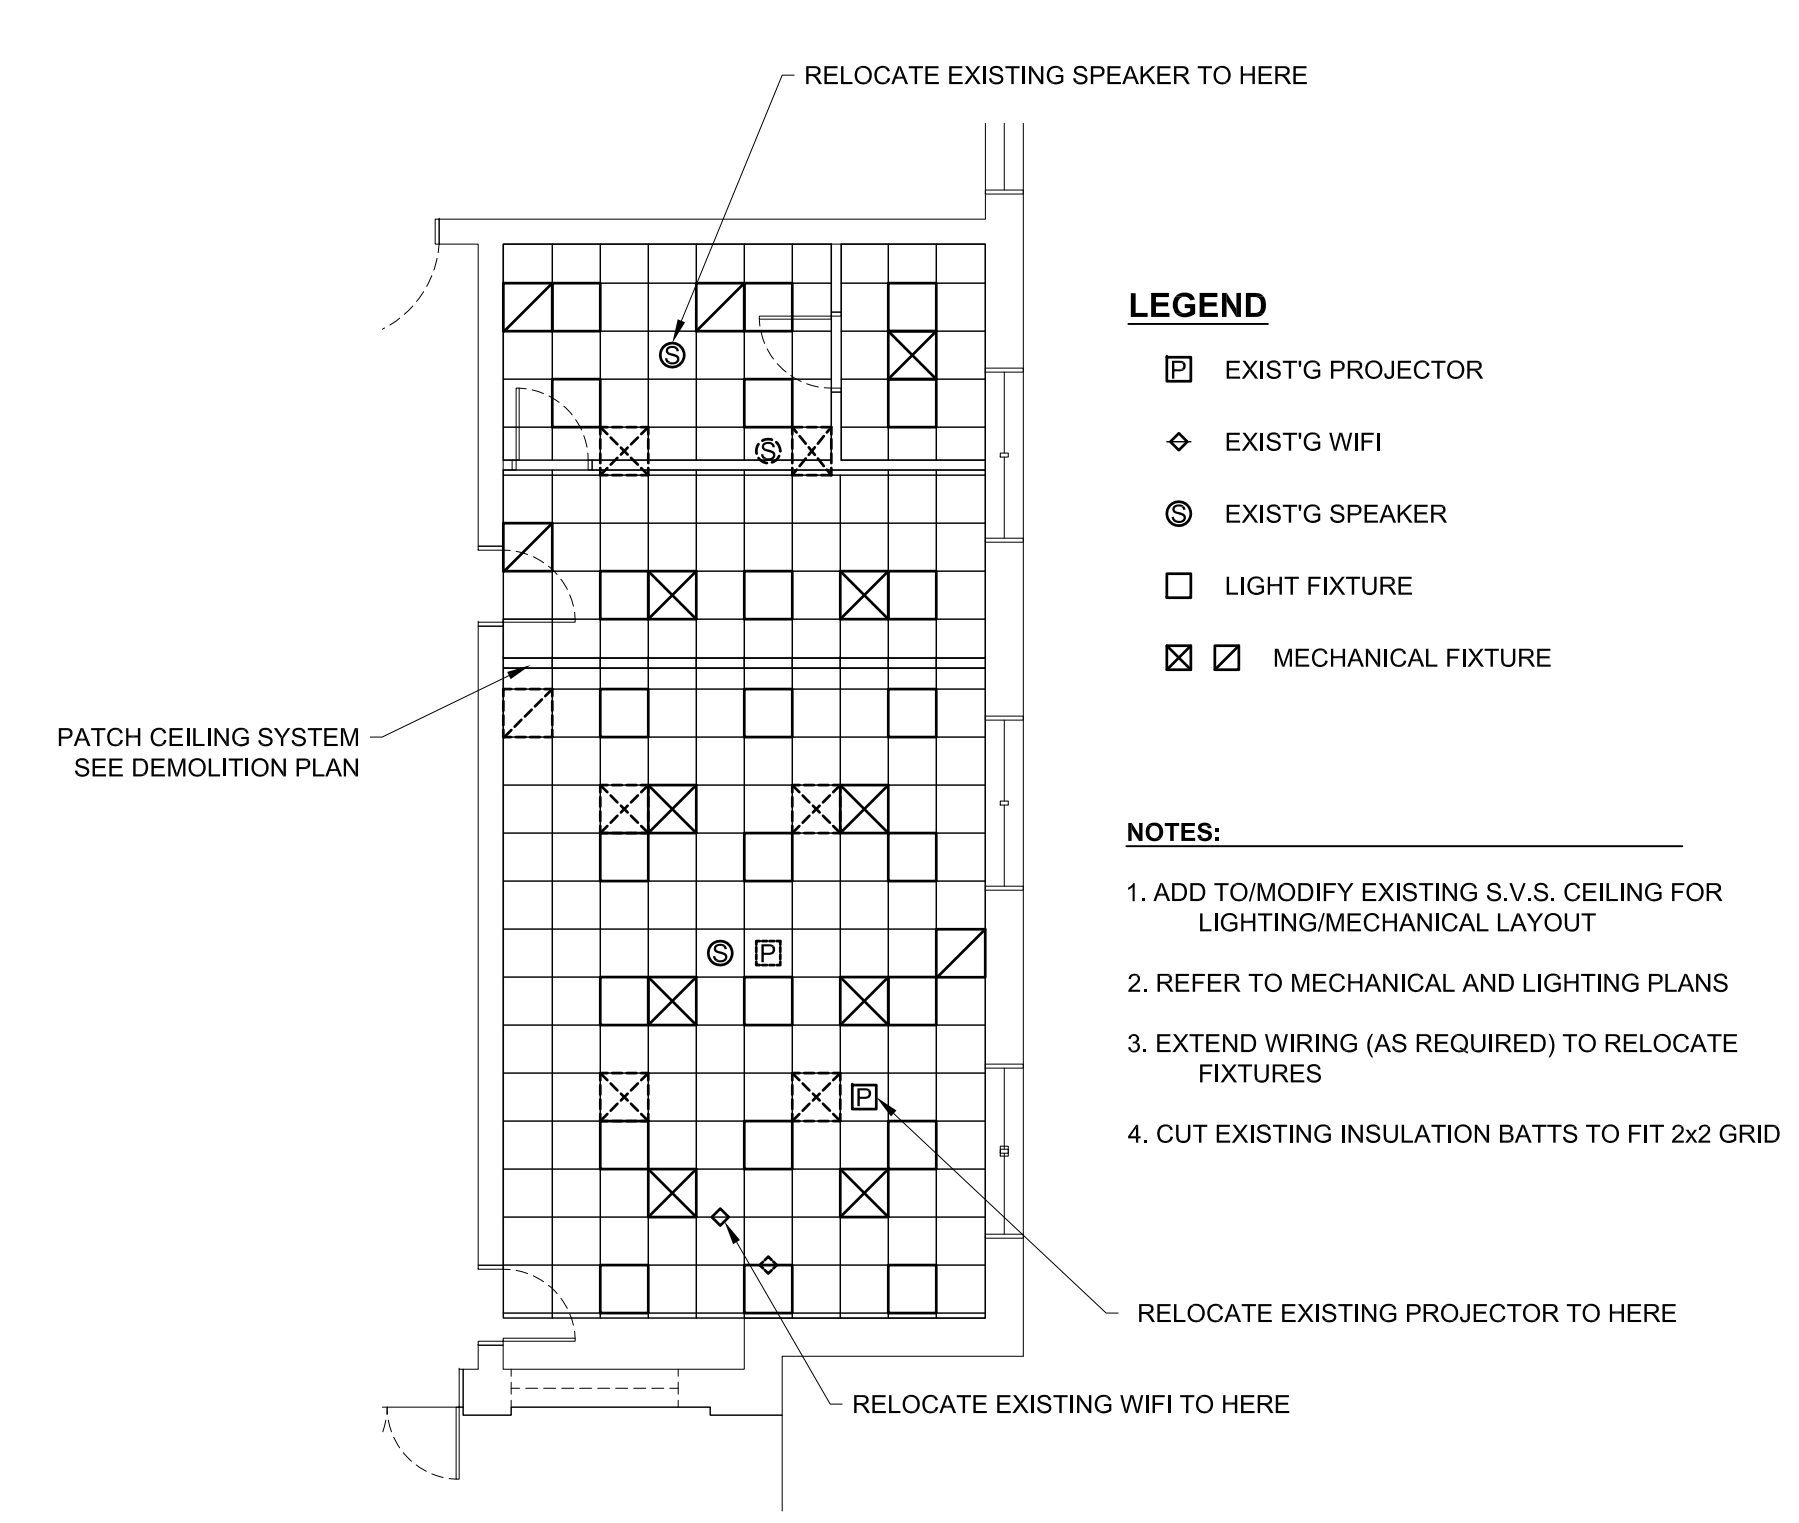 RELOCATE EXISTING SPEAKER TO HERE
S
S
PATCH CEILING SYSTEM
SEE DEMOLITION PLAN
S
P
P
RELOCATE EXISTING PROJECTOR TO HERE
RELOCATE EXISTING WIFI TO HERE
LEGEND
P EXIST'G PROJECTOR
EXIST'G WIFI
S EXIST'G SPEAKER
LIGHT FIXTURE
MECHANICAL FIXTURE
NOTES:
1. ADD TO/MODIFY EXISTING S.V.S. CEILING FOR
LIGHTING/MECHANICAL LAYOUT
2. REFER TO MECHANICAL AND LIGHTING PLANS
3. EXTEND WIRING (AS REQUIRED) TO RELOCATE
FIXTURES
4. CUT EXISTING INSULATION BATTS TO FIT 2x2 GRID